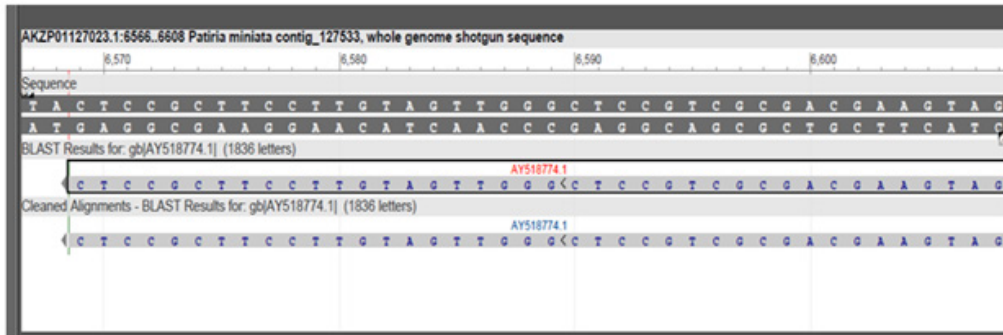 AKZP01127023.1:6566..6608 Patiria miniata contig_127533, whole genome shotgun sequence
6,570 6,580 6,590 6,600
Sequence
T A C T C C G C T T C C T T G T A G T T G G G C T C C G T C G C G A C G A A G T A G
A T G A G G C G A A G G A A C A T C A A C C C G A G G C A G C G C T G C T T C A T
BLAST Results for: gb|AY518774.1| (1836 letters)
AY518774.1
C T C C G C T T C C T T G T A G T T G G G C T C C G T C G C G A C G A A G T A G
Cleaned Alignments - BLAST Results for: gb|AY518774.1| (1836 letters)
AY518774.1
C T C C G C T T C C T T G T A G T T G G G C T C C G T C G C G A C G A A G T A G